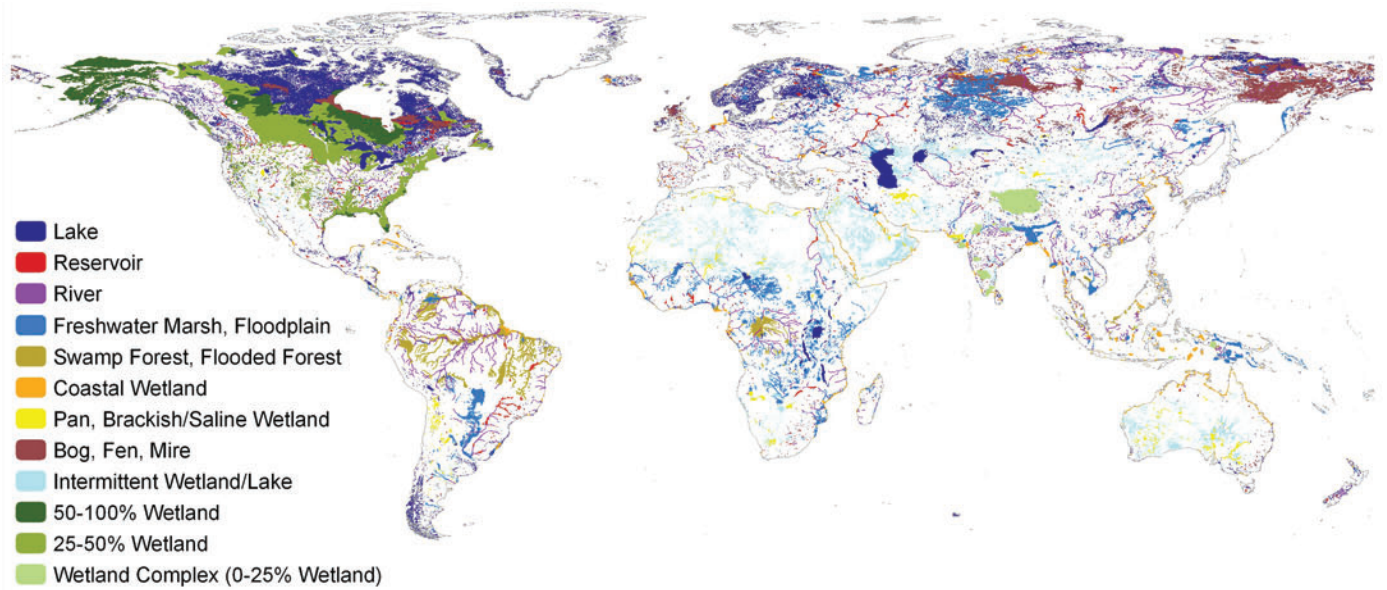 Lake
Reservoir
River
Freshwater Marsh, Floodplain
Swamp Forest, Flooded Forest
Coastal Wetland
Pan, Brackish/Saline Wetland
Bog, Fen, Mire
Intermittent Wetland/Lake
50-100% Wetland
25-50% Wetland
Wetland Complex (0-25% Wetland)